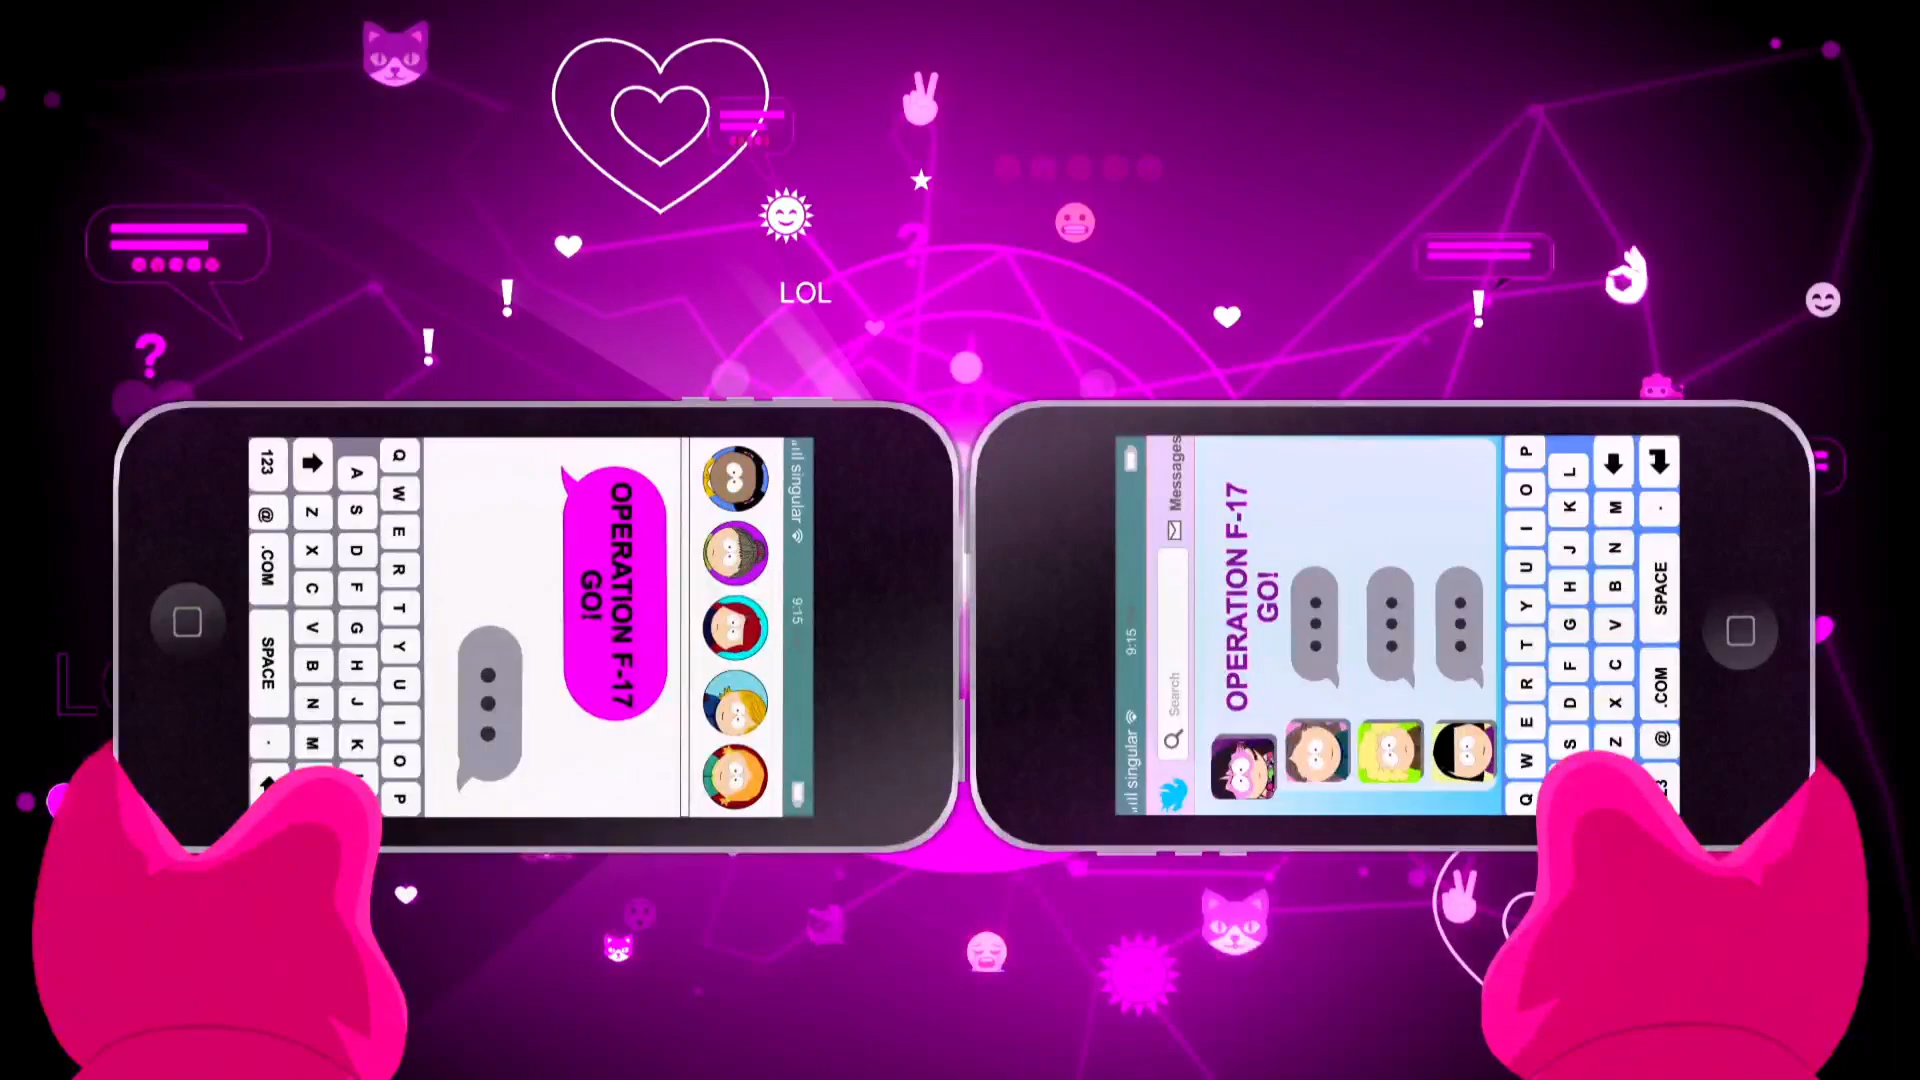 LOL
singular
9:15
OPERATION F-17
GO!
Q W E R T Y U I O P
A S D F G H J K
Z X C V B N M
123 @ .COM SPACE .
singular 9:15
Search Messages
OPERATION F-17
GO!
Q W E R T Y U I O P
S D F G H J K L
Z X C V B N M
@ .COM SPACE .